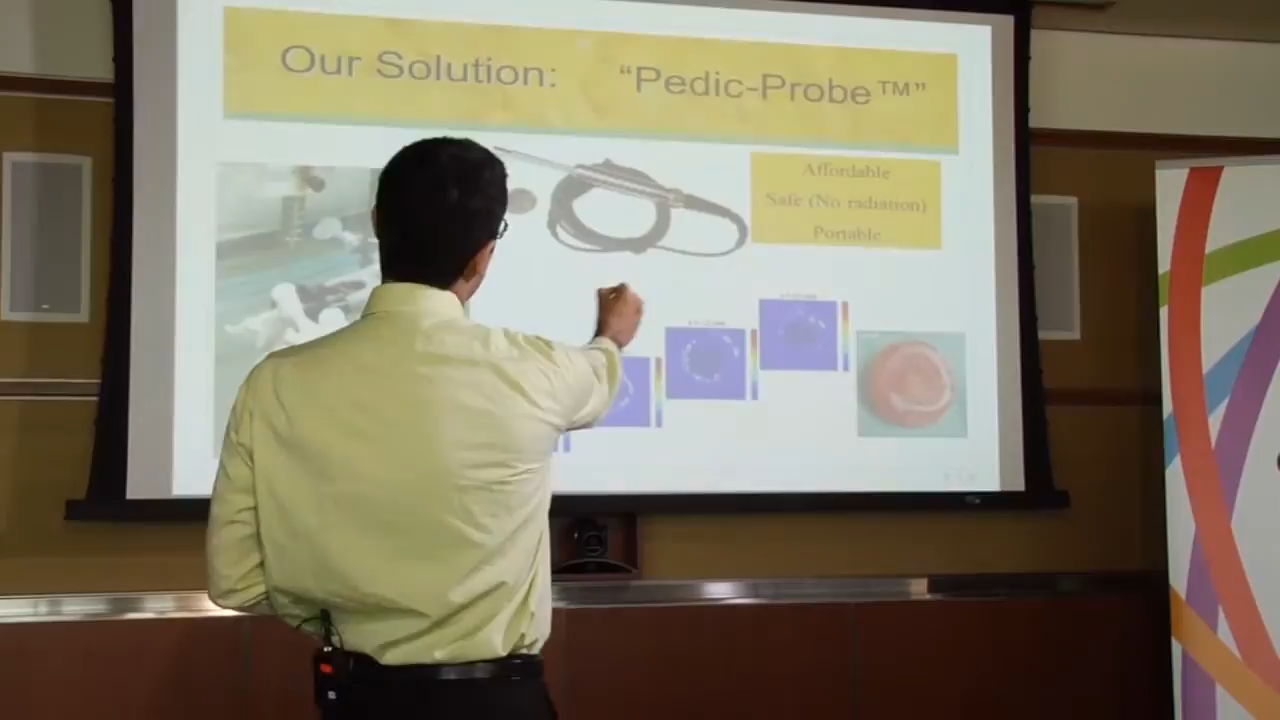 Our Solution: “Pedic-Probe™”
Affordable
Safe (No radiation)
Portable